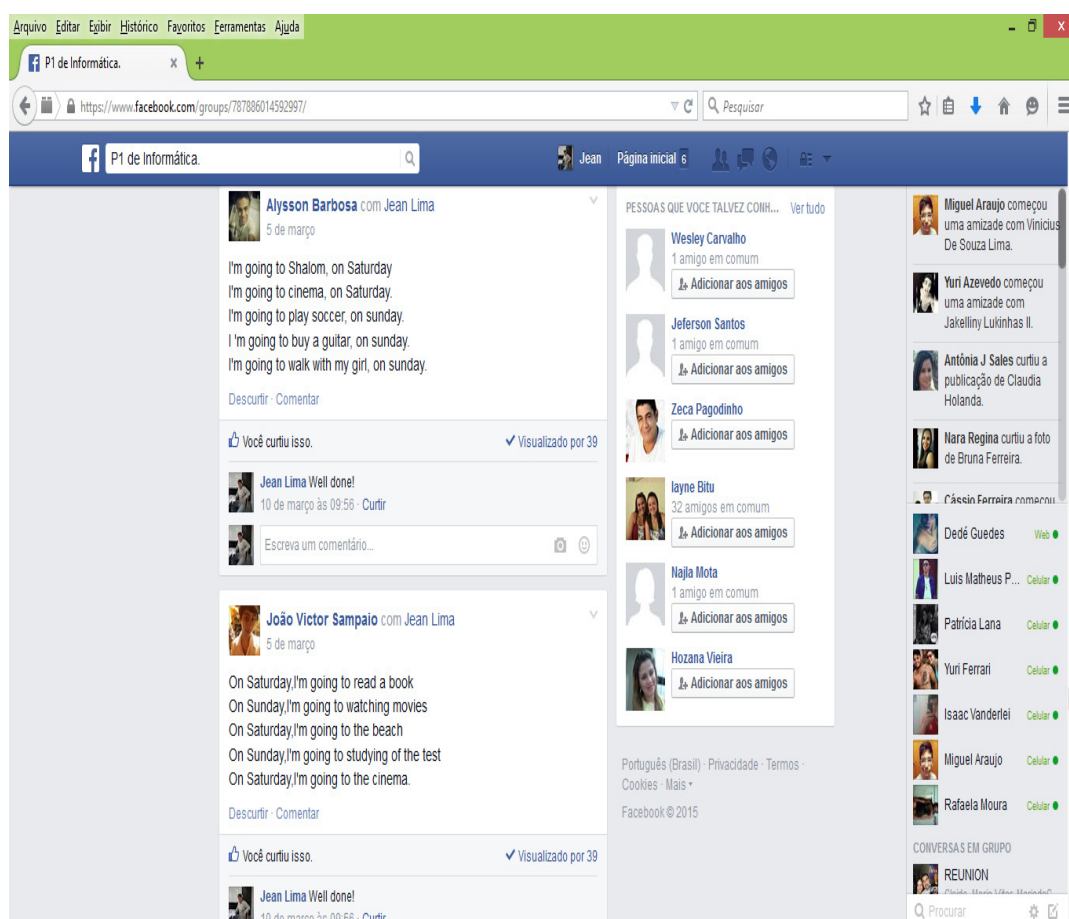 Arquivo Editar Exibir Histórico Favoritos Ferramentas Ajuda
P1 de Informática.
https://www.facebook.com/groups/787886014592997/
Pesquisar
P1 de Informática.
Jean Página inicial 6
Alysson Barbosa com Jean Lima
5 de março
I'm going to Shalom, on Saturday
I'm going to cinema, on Saturday.
I'm going to play soccer, on sunday.
I 'm going to buy a guitar, on sunday.
I'm going to walk with my girl, on sunday.
Descurtir · Comentar
Você curtiu isso.
Visualizado por 39
Jean Lima Well done!
10 de março às 09:56 · Curtir
Escreva um comentário...
João Victor Sampaio com Jean Lima
5 de março
On Saturday,I'm going to read a book
On Sunday,I'm going to watching movies
On Saturday,I'm going to the beach
On Sunday,I'm going to studying of the test
On Saturday,I'm going to the cinema.
Descurtir · Comentar
Você curtiu isso.
Visualizado por 39
Jean Lima Well done!
10 de março às 09:56 · Curtir
PESSOAS QUE VOCE TALVEZ CONH... Ver tudo
Wesley Carvalho
1 amigo em comum
Adicionar aos amigos
Jeferson Santos
1 amigo em comum
Adicionar aos amigos
Zeca Pagodinho
Adicionar aos amigos
Iayne Bitu
32 amigos em comum
Adicionar aos amigos
Najla Mota
1 amigo em comum
Adicionar aos amigos
Hozana Vieira
Adicionar aos amigos
Português (Brasil) · Privacidade · Termos ·
Cookies · Mais
Facebook © 2015
Miguel Araujo começou
uma amizade com Vinicius
De Souza Lima.
Yuri Azevedo começou
uma amizade com
Jakelliny Lukinhas II.
Antônia J Sales curtiu a
publicação de Claudia
Holanda.
Nara Regina curtiu a foto
de Bruna Ferreira.
Cássio Ferreira começou
Dedé Guedes Web
Luis Matheus P... Celular
Patrícia Lana Celular
Yuri Ferrari Celular
Isaac Vanderlei Celular
Miguel Araujo Celular
Rafaela Moura Celular
CONVERSAS EM GRUPO
REUNION
Procurar